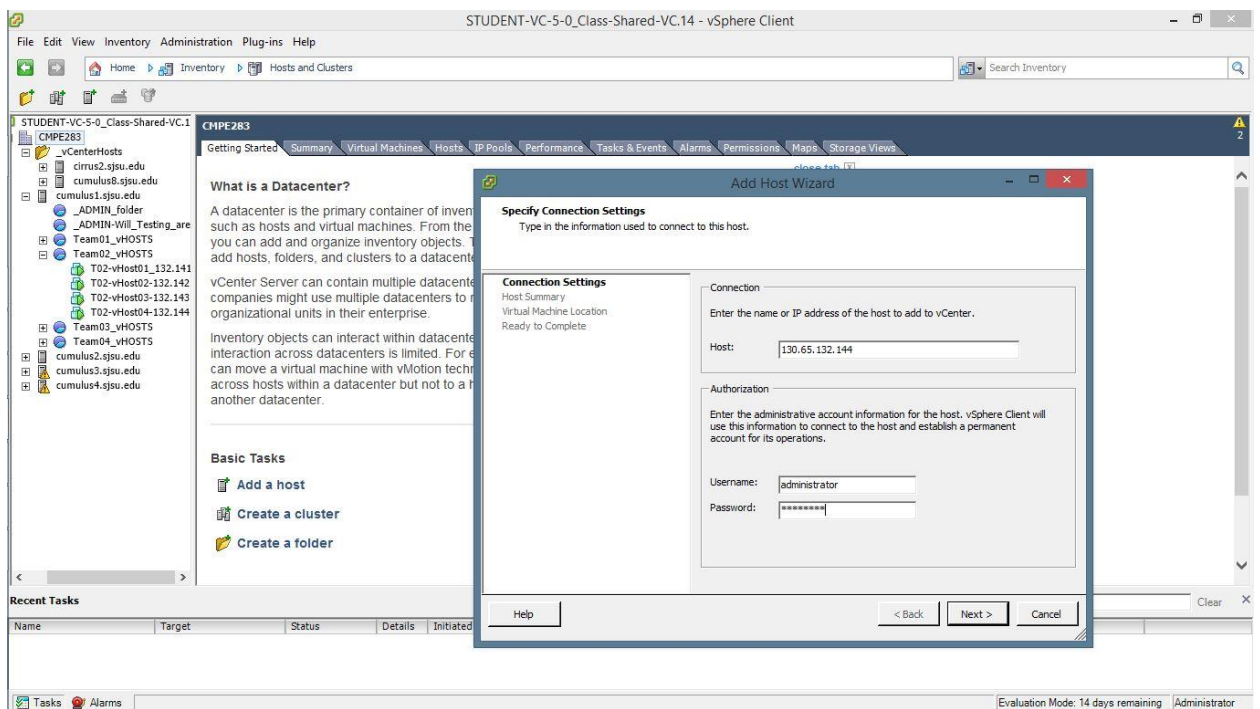 STUDENT-VC-5-0_Class-Shared-VC.14 - vSphere Client
File Edit View Inventory Administration Plug-ins Help
Home Inventory Hosts and Clusters
Search Inventory
STUDENT-VC-5-0_Class-Shared-VC.1
CMPE283
_vCenterHosts
cirrus2.sjsu.edu
cumulus8.sjsu.edu
cumulus1.sjsu.edu
_ADMIN_folder
_ADMIN-Will_Testing_are
Team01_vHOSTS
Team02_vHOSTS
T02-vHost01_132.141
T02-vHost02-132.142
T02-vHost03-132.143
T02-vHost04-132.144
Team03_vHOSTS
Team04_vHOSTS
cumulus2.sjsu.edu
cumulus3.sjsu.edu
cumulus4.sjsu.edu
CMPE283
2
Getting Started Summary Virtual Machines Hosts IP Pools Performance Tasks & Events Alarms Permissions Maps Storage Views
close tab
What is a Datacenter?
A datacenter is the primary container of inven
such as hosts and virtual machines. From the
you can add and organize inventory objects. T
add hosts, folders, and clusters to a datacente
vCenter Server can contain multiple datacente
companies might use multiple datacenters to r
organizational units in their enterprise.
Inventory objects can interact within datacente
interaction across datacenters is limited. For e
can move a virtual machine with vMotion techn
across hosts within a datacenter but not to a h
another datacenter.
Basic Tasks
Add a host
Create a cluster
Create a folder
Add Host Wizard
Specify Connection Settings
Type in the information used to connect to this host.
Connection Settings
Host Summary
Virtual Machine Location
Ready to Complete
Connection
Enter the name or IP address of the host to add to vCenter.
Host: 130.65.132.144
Authorization
Enter the administrative account information for the host. vSphere Client will
use this information to connect to the host and establish a permanent
account for its operations.
Username: administrator
Password: ********
Help < Back Next > Cancel
Recent Tasks
Clear
Name Target Status Details Initiated
Tasks Alarms
Evaluation Mode: 14 days remaining Administrator